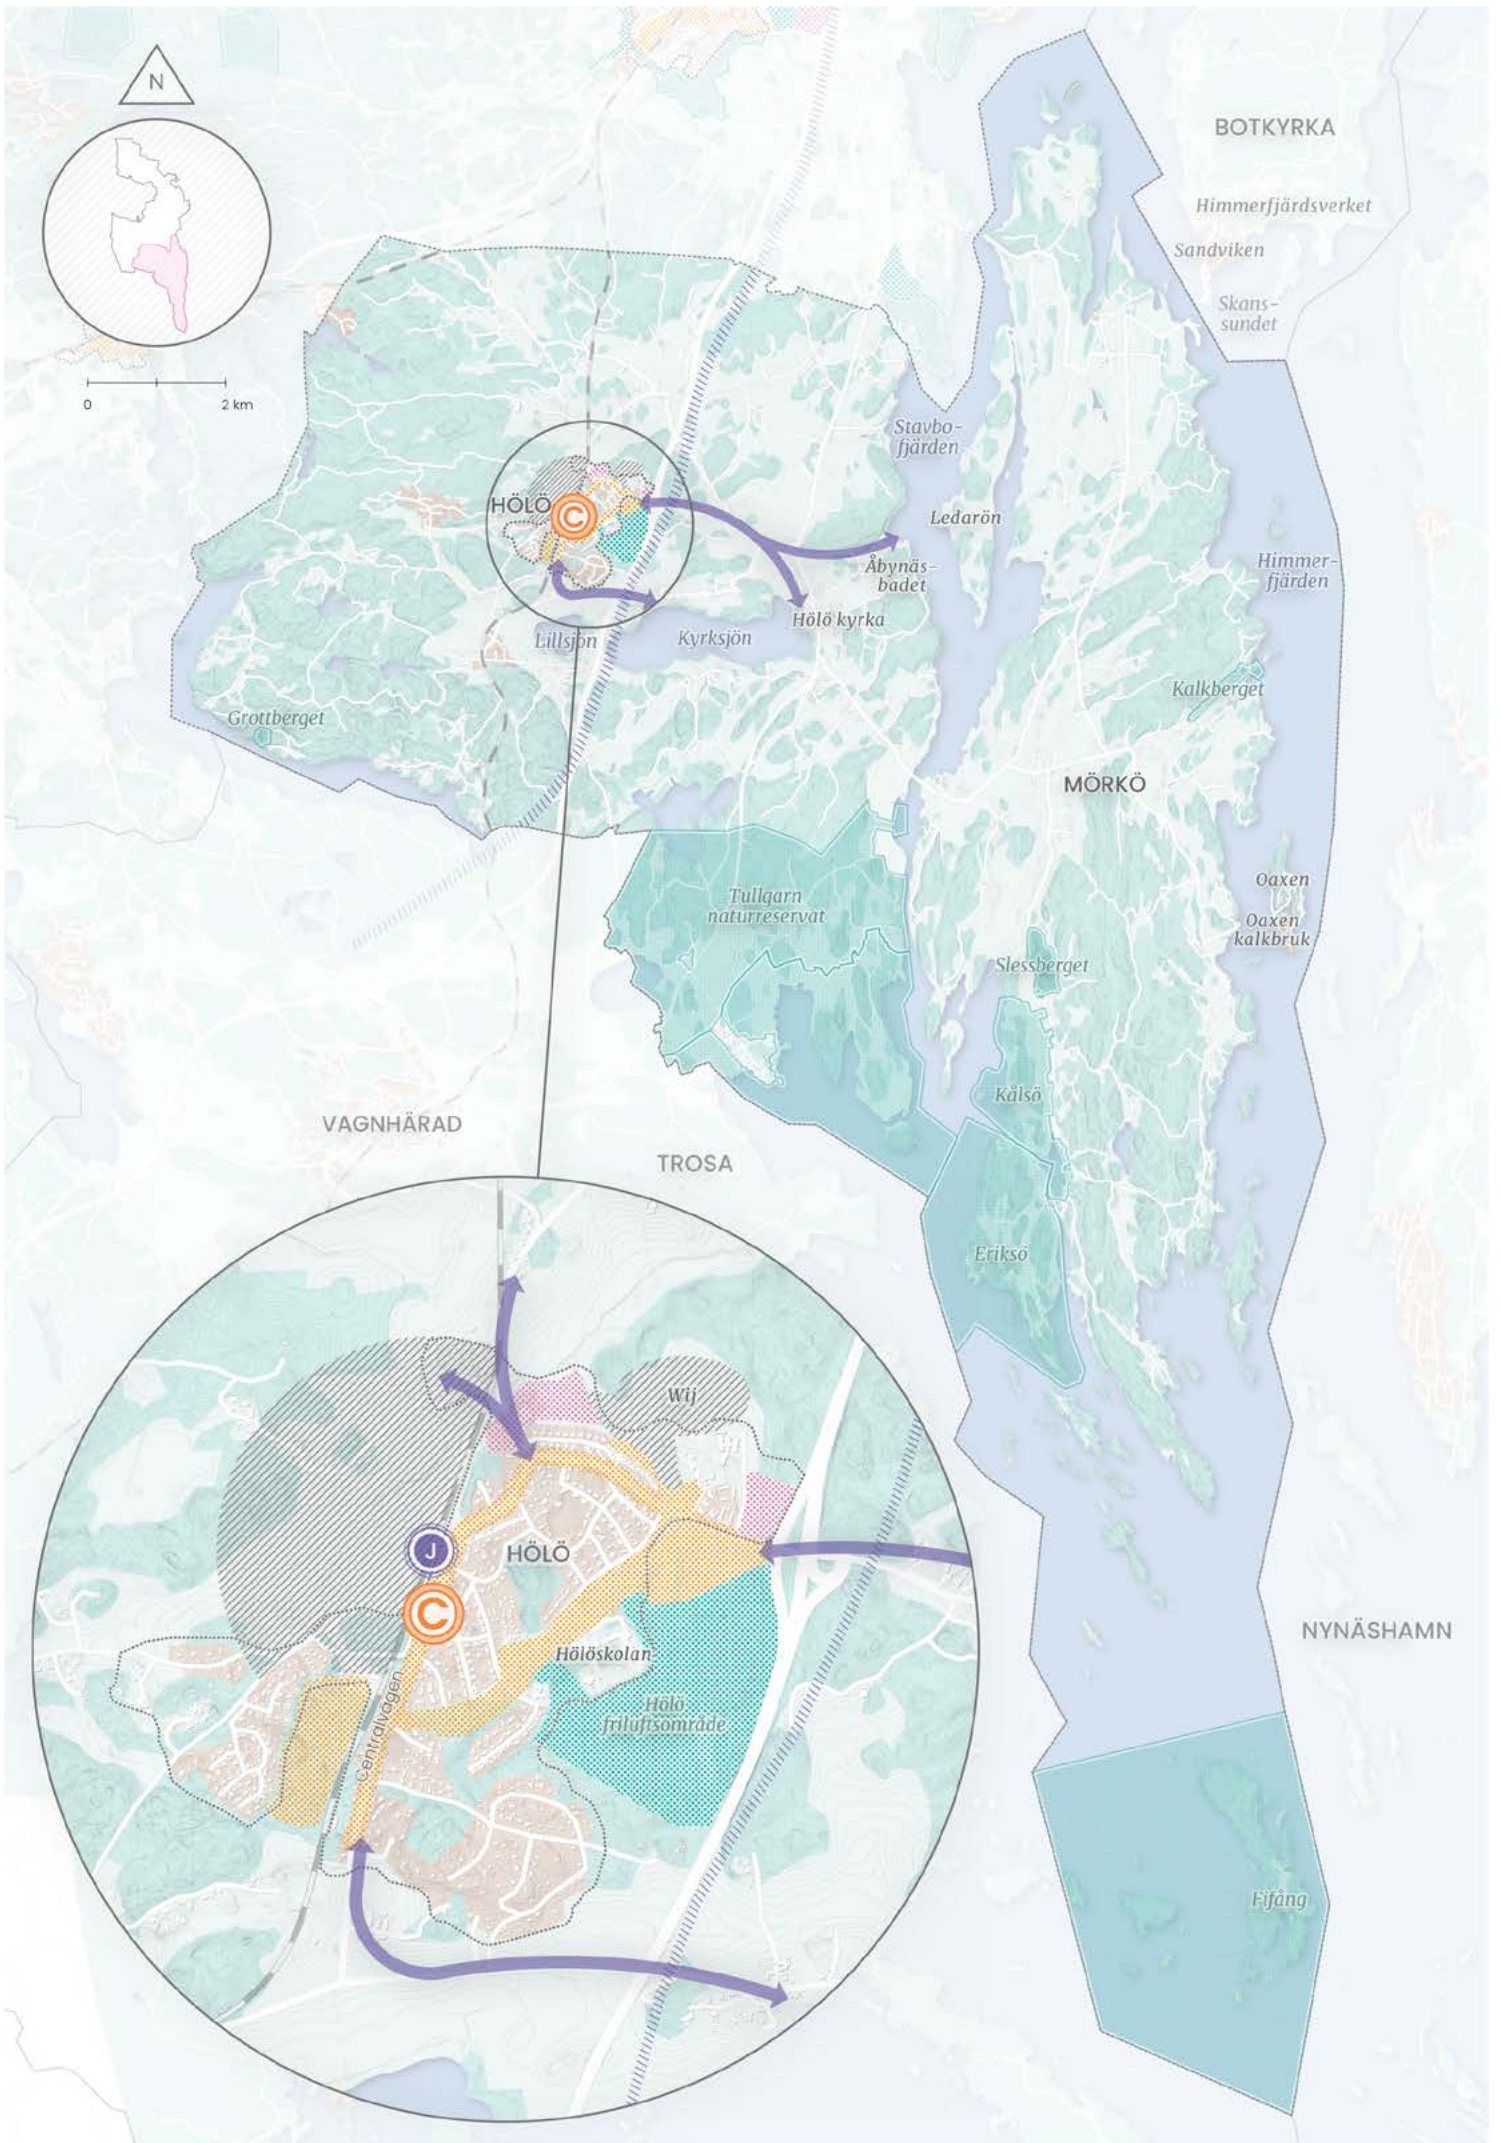 N
BOTKYRKA
Himmerfjärdsverket
Sandviken
Skans-
sundet
0
2 km
Stavbo-
fjärden
HÖLÖ
C
Ledarön
Åbynäs-
badet
Himmer-
fjärden
Hölö kyrka
Lillsjön
Kyrksjön
Kalkberget
Grottberget
MÖRKÖ
Oaxen
Oaxen
kalkbruk
Tullgarn
naturreservat
Slessberget
Kålsö
VAGNHÄRAD
TROSA
Eriksö
Wij
J
HÖLÖ
C
Hölöskolan
Centralvägen
Hölö
friluftsområde
NYNÄSHAMN
Fifång